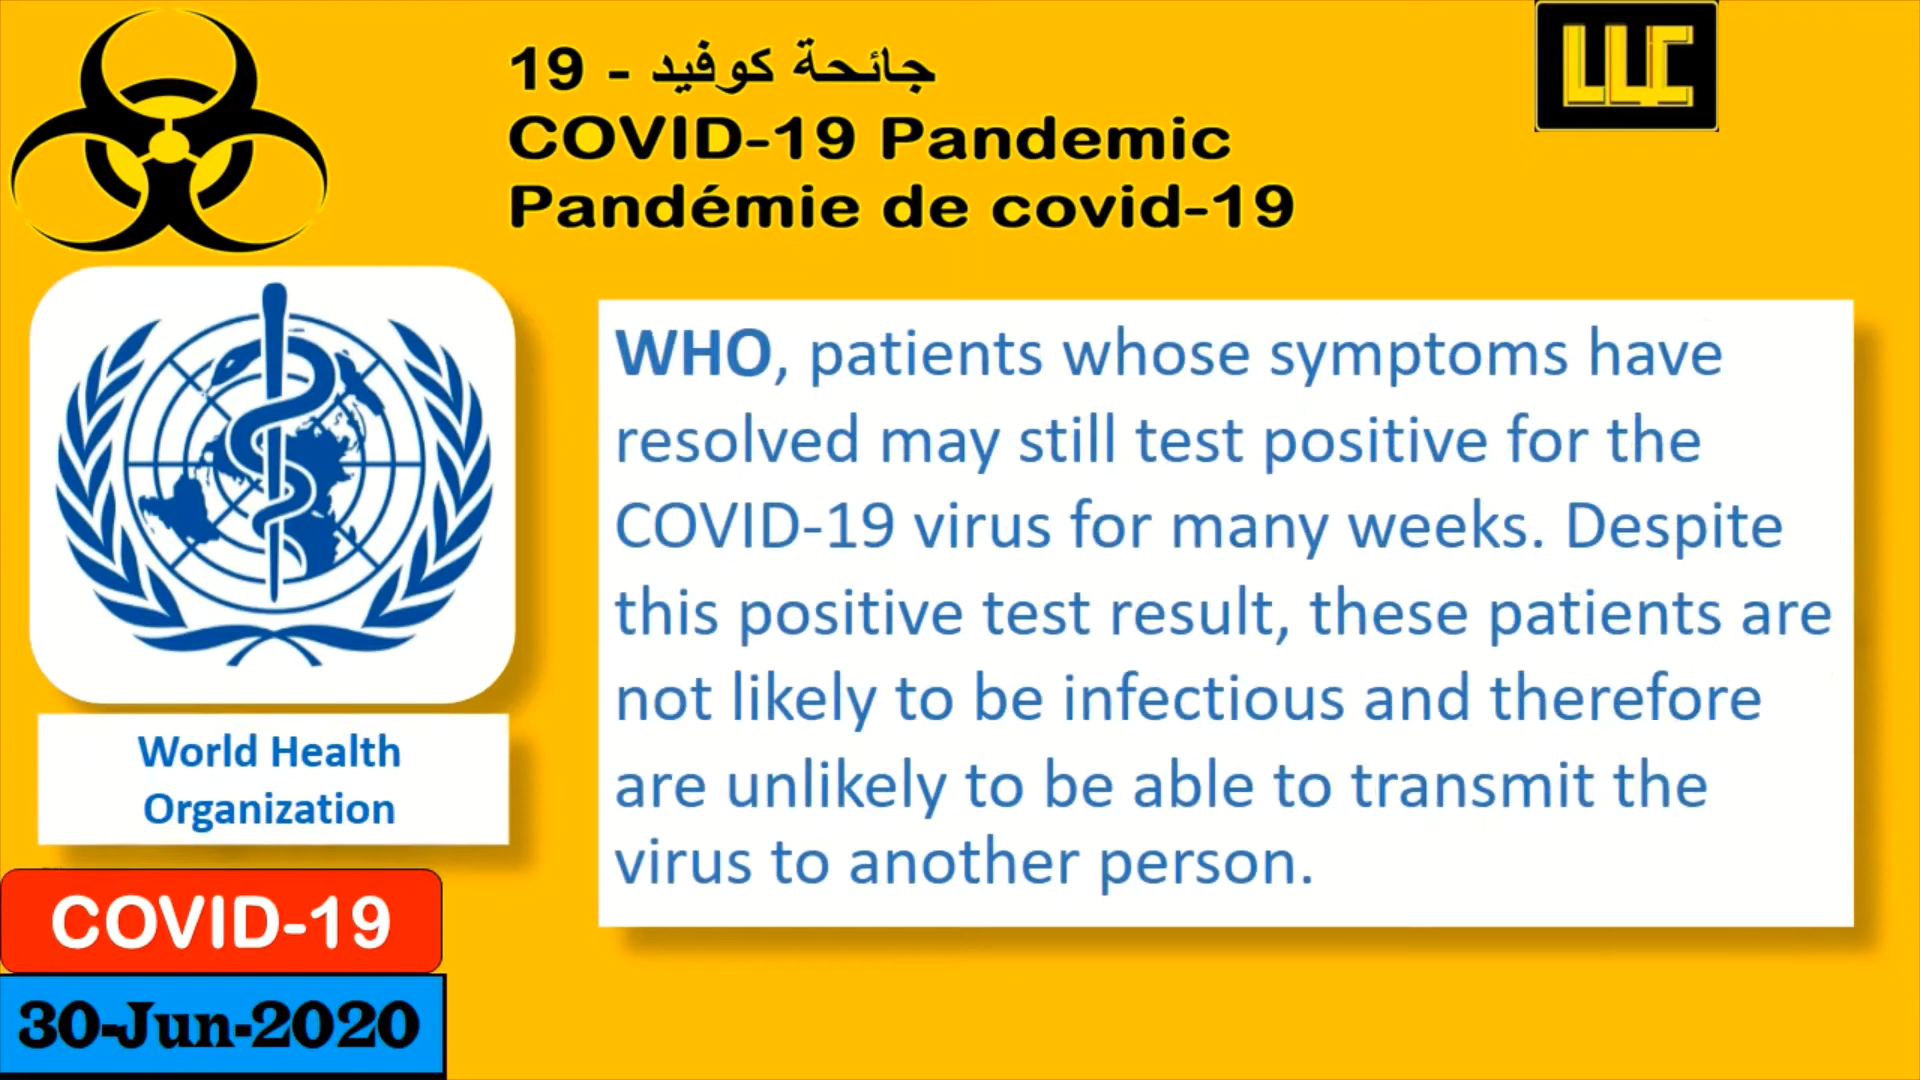 جائحة كوفيد - 19
COVID-19 Pandemic
Pandémie de covid-19
LLC
WHO, patients whose symptoms have
resolved may still test positive for the
COVID-19 virus for many weeks. Despite
this positive test result, these patients are
not likely to be infectious and therefore
are unlikely to be able to transmit the
virus to another person.
World Health
Organization
COVID-19
30-Jun-2020